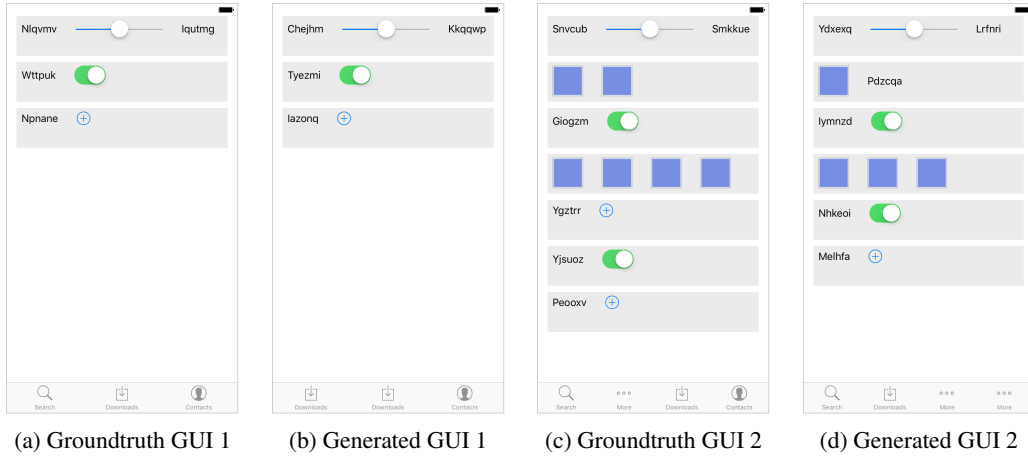 Nlqvmv Iqutmg
Wttpuk
Npnane
Search Downloads Contacts
(a) Groundtruth GUI 1
Chejhm Kkqqwp
Tyezmi
Iazonq
Downloads Downloads Contacts
(b) Generated GUI 1
Snvcub Smkkue
Giogzm
Ygztrr
Yjsuoz
Peooxv
Search More Downloads Contacts
(c) Groundtruth GUI 2
Ydxexq Lrfnri
Pdzcqa
Iymnzd
Nhkeoi
Melhfa
Search Downloads More More
(d) Generated GUI 2